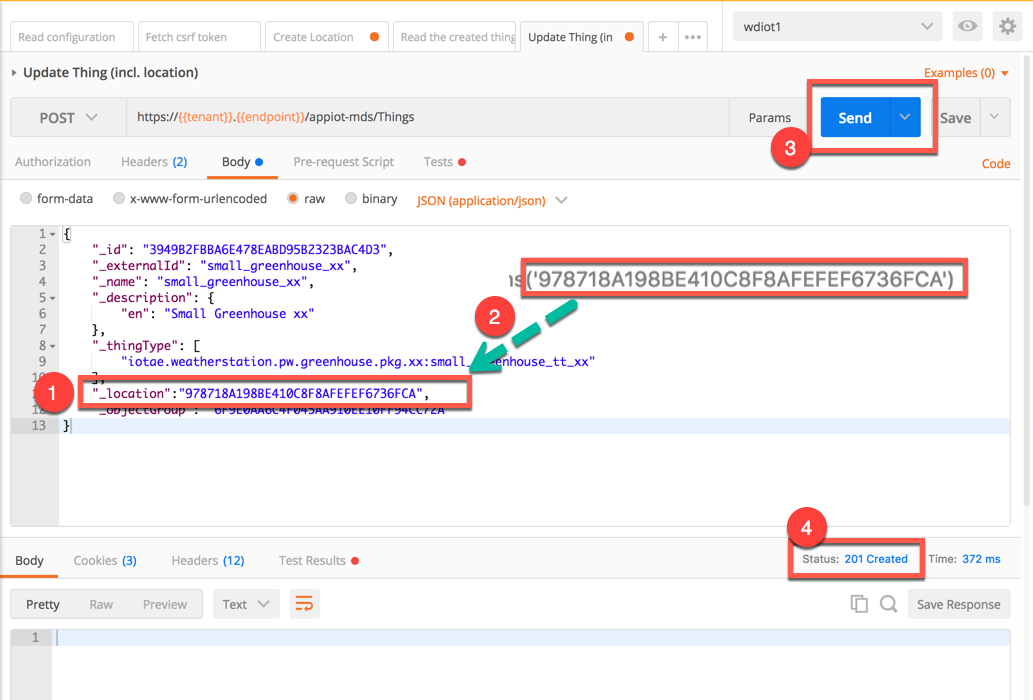 Read configuration
Fetch csrf token
Create Location
Read the created thing
Update Thing (in
+
•••
wdiot1
Update Thing (incl. location)
Examples (0)
POST
https://{{tenant}}.{{endpoint}}/appiot-mds/Things
Params
Send
Save
3
Authorization
Headers (2)
Body
Pre-request Script
Tests
Code
form-data
x-www-form-urlencoded
raw
binary
JSON (application/json)
1 {
2 "_id": "3949B2FBBA6E478EABD95B2323BAC4D3",
3 "_externalId": "small_greenhouse_xx",
4 "_name": "small_greenhouse_xx",
5 "_description": {
6 "en": "Small Greenhouse xx"
7 },
8 "_thingType": [
9 "iotae.weatherstation.pw.greenhouse.pkg.xx:small_greenhouse_tt_xx"
10 ],
"_location":"978718A198BE410C8F8AFEFEF6736FCA",
12 "_objectGroup": "6F9E0AA6C4F045AA910EE10FF94CC72A"
13 }
('978718A198BE410C8F8AFEFEF6736FCA')
2
1
4
Body
Cookies (3)
Headers (12)
Test Results
Status: 201 Created
Time: 372 ms
Pretty
Raw
Preview
Text
Save Response
1